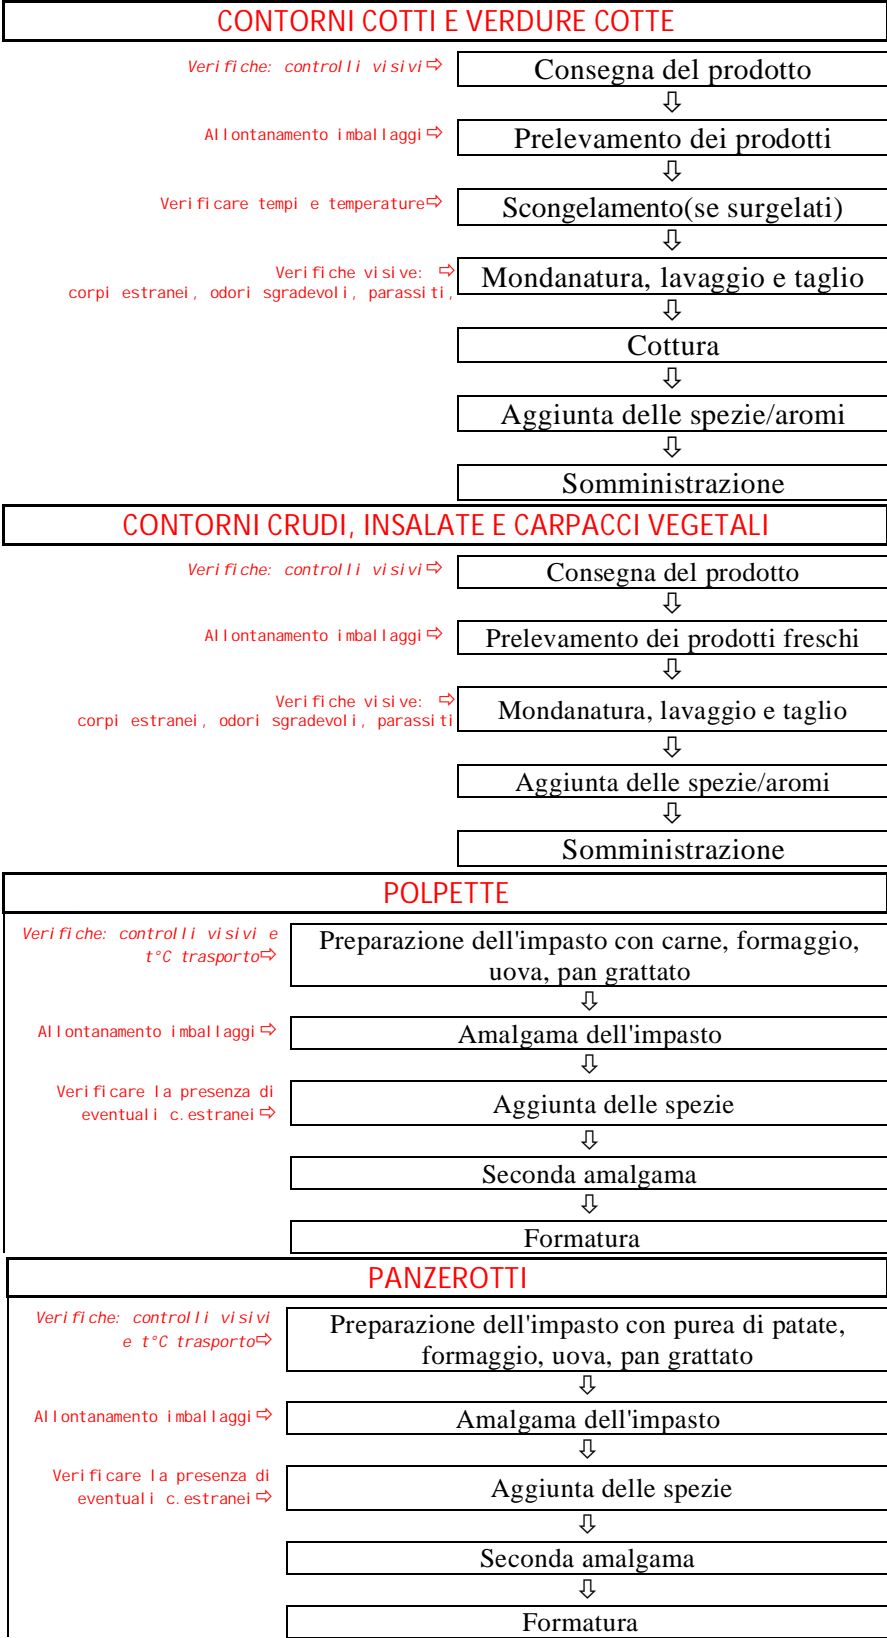 CONTORNI COTTI E VERDURE COTTE
Verifiche: controlli visivi⇨ Consegna del prodotto
⇩
Allontanamento imballaggi⇨ Prelevamento dei prodotti
⇩
Verificare tempi e temperature⇨ Scongelamento(se surgelati)
⇩
Verifiche visive: ⇨
corpi estranei, odori sgradevoli, parassiti,
Mondanatura, lavaggio e taglio
⇩
Cottura
⇩
Aggiunta delle spezie/aromi
⇩
Somministrazione
CONTORNI CRUDI, INSALATE E CARPACCI VEGETALI
Verifiche: controlli visivi⇨ Consegna del prodotto
⇩
Allontanamento imballaggi⇨ Prelevamento dei prodotti freschi
⇩
Verifiche visive: ⇨
corpi estranei, odori sgradevoli, parassiti
Mondanatura, lavaggio e taglio
⇩
Aggiunta delle spezie/aromi
⇩
Somministrazione
POLPETTE
Verifiche: controlli visivi e
t°C trasporto⇨
Preparazione dell'impasto con carne, formaggio,
uova, pan grattato
⇩
Allontanamento imballaggi⇨ Amalgama dell'impasto
⇩
Verificare la presenza di
eventuali c.estranei⇨
Aggiunta delle spezie
⇩
Seconda amalgama
⇩
Formatura
PANZEROTTI
Verifiche: controlli visivi
e t°C trasporto⇨
Preparazione dell'impasto con purea di patate,
formaggio, uova, pan grattato
⇩
Allontanamento imballaggi⇨ Amalgama dell'impasto
⇩
Verificare la presenza di
eventuali c.estranei⇨
Aggiunta delle spezie
⇩
Seconda amalgama
⇩
Formatura